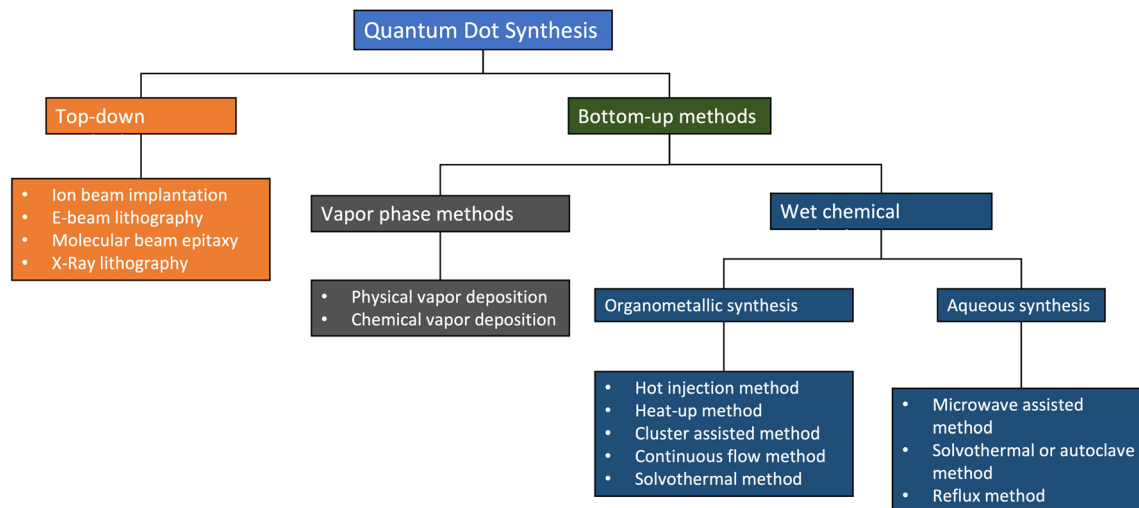 Quantum Dot Synthesis
Top-down
Bottom-up methods
• Ion beam implantation
• E-beam lithography
• Molecular beam epitaxy
• X-Ray lithography
Vapor phase methods
Wet chemical
• Physical vapor deposition
• Chemical vapor deposition
Organometallic synthesis
Aqueous synthesis
• Hot injection method
• Heat-up method
• Cluster assisted method
• Continuous flow method
• Solvothermal method
• Microwave assisted
method
• Solvothermal or autoclave
method
• Reflux method